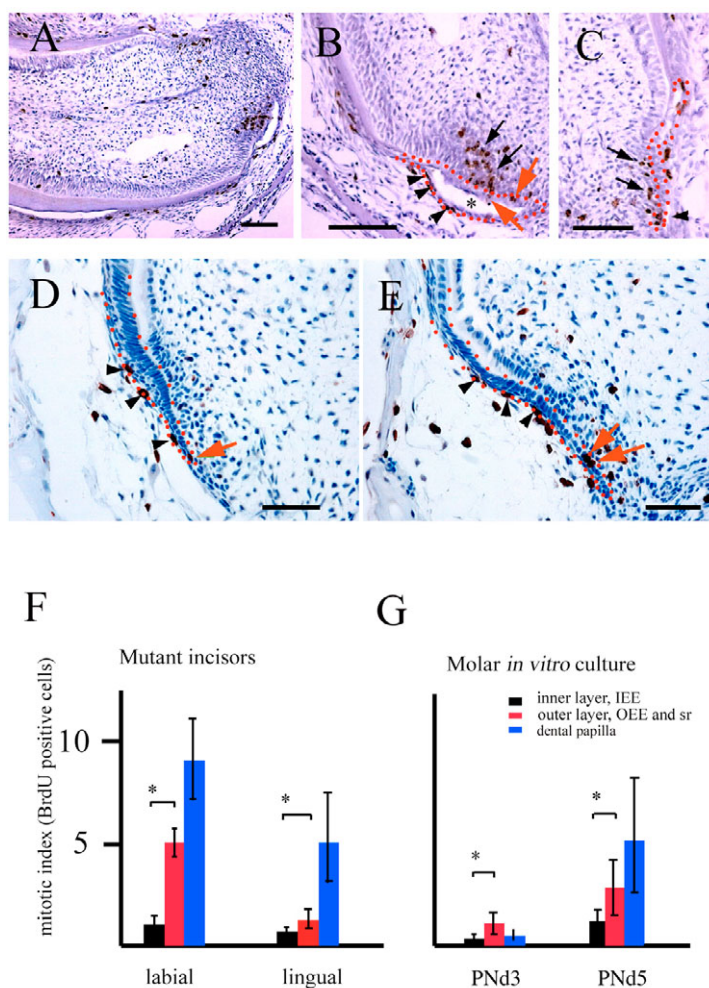 A
B
C
D
E
F
G
Mutant incisors
Molar in vitro culture
inner layer, IEE
outer layer, OEE and sr
dental papilla
mitotic index (BrdU positive cells)
10
5
*
*
*
*
*
labial
lingual
PNd3
PNd5